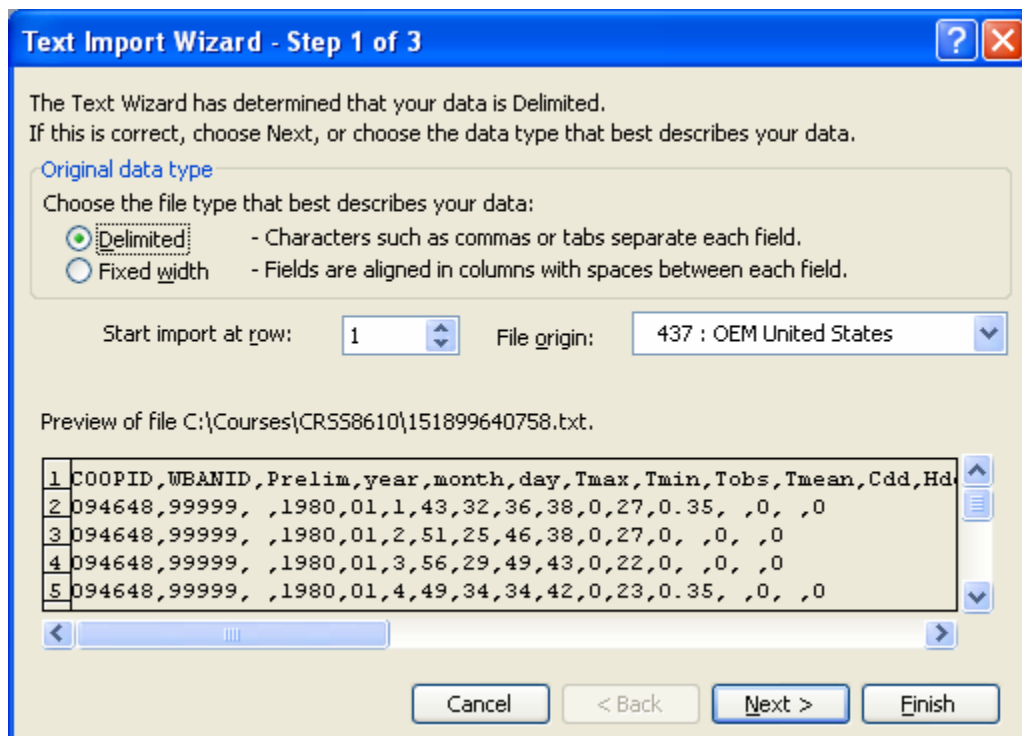 Text Import Wizard - Step 1 of 3
The Text Wizard has determined that your data is Delimited.
If this is correct, choose Next, or choose the data type that best describes your data.
Original data type
Choose the file type that best describes your data:
Delimited - Characters such as commas or tabs separate each field.
Fixed width - Fields are aligned in columns with spaces between each field.
Start import at row: 1 File origin: 437 : OEM United States
Preview of file C:\Courses\CRSS8610\151899640758.txt.
1 COOPID,WBANID,Prelim,year,month,day,Tmax,Tmin,Tobs,Tmean,Cdd,Hd
2 094648,99999, ,1980,01,1,43,32,36,38,0,27,0.35, ,0, ,0
3 094648,99999, ,1980,01,2,51,25,46,38,0,27,0, ,0, ,0
4 094648,99999, ,1980,01,3,56,29,49,43,0,22,0, ,0, ,0
5 094648,99999, ,1980,01,4,49,34,34,42,0,23,0.35, ,0, ,0
Cancel < Back Next > Finish